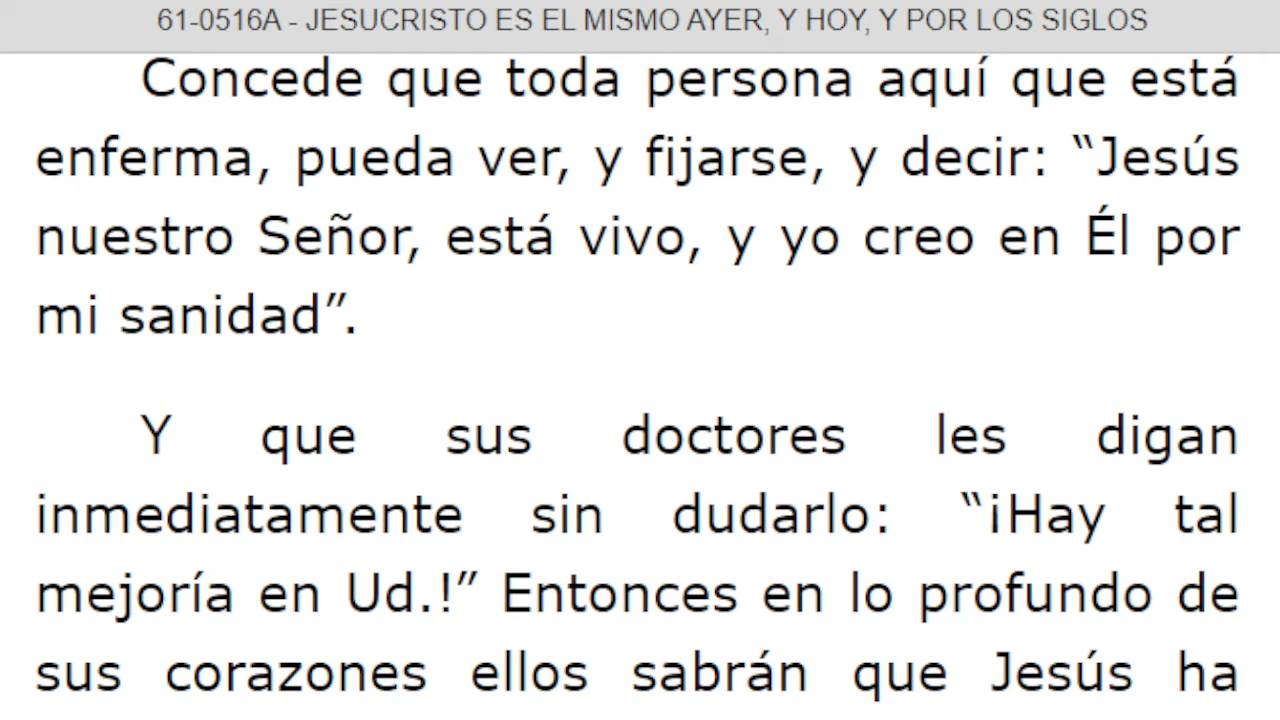 61-0516A - JESUCRISTO ES EL MISMO AYER, Y HOY, Y POR LOS SIGLOS
Concede que toda persona aquí que está
enferma, pueda ver, y fijarse, y decir: “Jesús
nuestro Señor, está vivo, y yo creo en Él por
mi sanidad”.
Y que sus doctores les digan
inmediatamente sin dudarlo: “¡Hay tal
mejoría en Ud.!” Entonces en lo profundo de
sus corazones ellos sabrán que Jesús ha